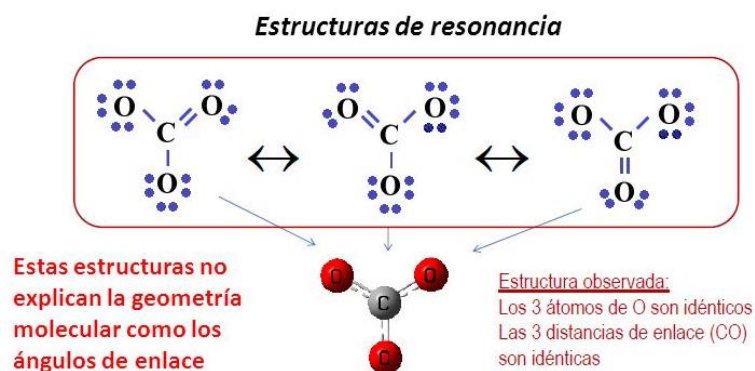 Estructuras de resonancia
O O O O O O
C C C
O O O
O O
C
O
Estas estructuras no
explican la geometría
molecular como los
ángulos de enlace
Estructura observada:
Los 3 átomos de O son idénticos
Las 3 distancias de enlace (CO)
son idénticas